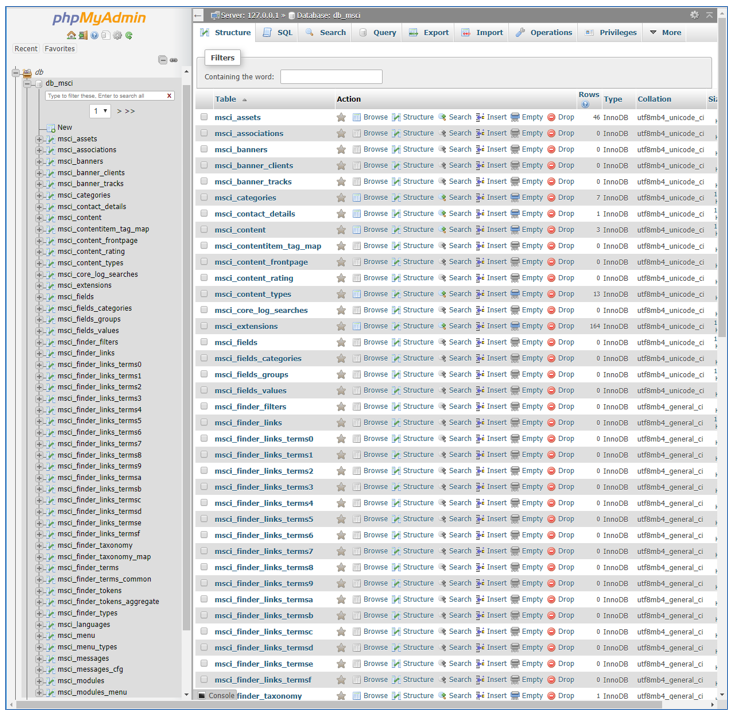 phpMyAdmin
Recent Favorites
db
db_msci
Type to filter these, Enter to search all X
1 > >>
New
msci_assets
msci_associations
msci_banners
msci_banner_clients
msci_banner_tracks
msci_categories
msci_contact_details
msci_content
msci_contentitem_tag_map
msci_content_frontpage
msci_content_rating
msci_content_types
msci_core_log_searches
msci_extensions
msci_fields
msci_fields_categories
msci_fields_groups
msci_fields_values
msci_finder_filters
msci_finder_links
msci_finder_links_terms0
msci_finder_links_terms1
msci_finder_links_terms2
msci_finder_links_terms3
msci_finder_links_terms4
msci_finder_links_terms5
msci_finder_links_terms6
msci_finder_links_terms7
msci_finder_links_terms8
msci_finder_links_terms9
msci_finder_links_termsa
msci_finder_links_termsb
msci_finder_links_termsc
msci_finder_links_termsd
msci_finder_links_termse
msci_finder_links_termsf
msci_finder_taxonomy
msci_finder_taxonomy_map
msci_finder_terms
msci_finder_terms_common
msci_finder_tokens
msci_finder_tokens_aggregate
msci_finder_types
msci_languages
msci_menu
msci_menu_types
msci_messages
msci_messages_cfg
msci_modules
msci_modules_menu
Server: 127.0.0.1 » Database: db_msci
Structure SQL Search Query Export Import Operations Privileges More
Filters
Containing the word:
Table Action Rows Type Collation
msci_assets Browse Structure Search Insert Empty Drop 46 InnoDB utf8mb4_unicode_ci
msci_associations Browse Structure Search Insert Empty Drop 0 InnoDB utf8mb4_unicode_ci
msci_banners Browse Structure Search Insert Empty Drop 0 InnoDB utf8mb4_unicode_ci
msci_banner_clients Browse Structure Search Insert Empty Drop 0 InnoDB utf8mb4_unicode_ci
msci_banner_tracks Browse Structure Search Insert Empty Drop 0 InnoDB utf8mb4_unicode_ci
msci_categories Browse Structure Search Insert Empty Drop 7 InnoDB utf8mb4_unicode_ci
msci_contact_details Browse Structure Search Insert Empty Drop 1 InnoDB utf8mb4_unicode_ci
msci_content Browse Structure Search Insert Empty Drop 3 InnoDB utf8mb4_unicode_ci
msci_contentitem_tag_map Browse Structure Search Insert Empty Drop 0 InnoDB utf8mb4_unicode_ci
msci_content_frontpage Browse Structure Search Insert Empty Drop 0 InnoDB utf8mb4_unicode_ci
msci_content_rating Browse Structure Search Insert Empty Drop 0 InnoDB utf8mb4_unicode_ci
msci_content_types Browse Structure Search Insert Empty Drop 13 InnoDB utf8mb4_unicode_ci
msci_core_log_searches Browse Structure Search Insert Empty Drop 0 InnoDB utf8mb4_unicode_ci
msci_extensions Browse Structure Search Insert Empty Drop 164 InnoDB utf8mb4_unicode_ci
msci_fields Browse Structure Search Insert Empty Drop 0 InnoDB utf8mb4_unicode_ci
msci_fields_categories Browse Structure Search Insert Empty Drop 0 InnoDB utf8mb4_unicode_ci
msci_fields_groups Browse Structure Search Insert Empty Drop 0 InnoDB utf8mb4_unicode_ci
msci_fields_values Browse Structure Search Insert Empty Drop 0 InnoDB utf8mb4_unicode_ci
msci_finder_filters Browse Structure Search Insert Empty Drop 0 InnoDB utf8mb4_general_ci
msci_finder_links Browse Structure Search Insert Empty Drop 0 InnoDB utf8mb4_general_ci
msci_finder_links_terms0 Browse Structure Search Insert Empty Drop 0 InnoDB utf8mb4_general_ci
msci_finder_links_terms1 Browse Structure Search Insert Empty Drop 0 InnoDB utf8mb4_general_ci
msci_finder_links_terms2 Browse Structure Search Insert Empty Drop 0 InnoDB utf8mb4_general_ci
msci_finder_links_terms3 Browse Structure Search Insert Empty Drop 0 InnoDB utf8mb4_general_ci
msci_finder_links_terms4 Browse Structure Search Insert Empty Drop 0 InnoDB utf8mb4_general_ci
msci_finder_links_terms5 Browse Structure Search Insert Empty Drop 0 InnoDB utf8mb4_general_ci
msci_finder_links_terms6 Browse Structure Search Insert Empty Drop 0 InnoDB utf8mb4_general_ci
msci_finder_links_terms7 Browse Structure Search Insert Empty Drop 0 InnoDB utf8mb4_general_ci
msci_finder_links_terms8 Browse Structure Search Insert Empty Drop 0 InnoDB utf8mb4_general_ci
msci_finder_links_terms9 Browse Structure Search Insert Empty Drop 0 InnoDB utf8mb4_general_ci
msci_finder_links_termsa Browse Structure Search Insert Empty Drop 0 InnoDB utf8mb4_general_ci
msci_finder_links_termsb Browse Structure Search Insert Empty Drop 0 InnoDB utf8mb4_general_ci
msci_finder_links_termsc Browse Structure Search Insert Empty Drop 0 InnoDB utf8mb4_general_ci
msci_finder_links_termsd Browse Structure Search Insert Empty Drop 0 InnoDB utf8mb4_general_ci
msci_finder_links_termse Browse Structure Search Insert Empty Drop 0 InnoDB utf8mb4_general_ci
msci_finder_links_termsf Browse Structure Search Insert Empty Drop 0 InnoDB utf8mb4_general_ci
Console finder_taxonomy Browse Structure Search Insert Empty Drop 1 InnoDB utf8mb4_general_ci